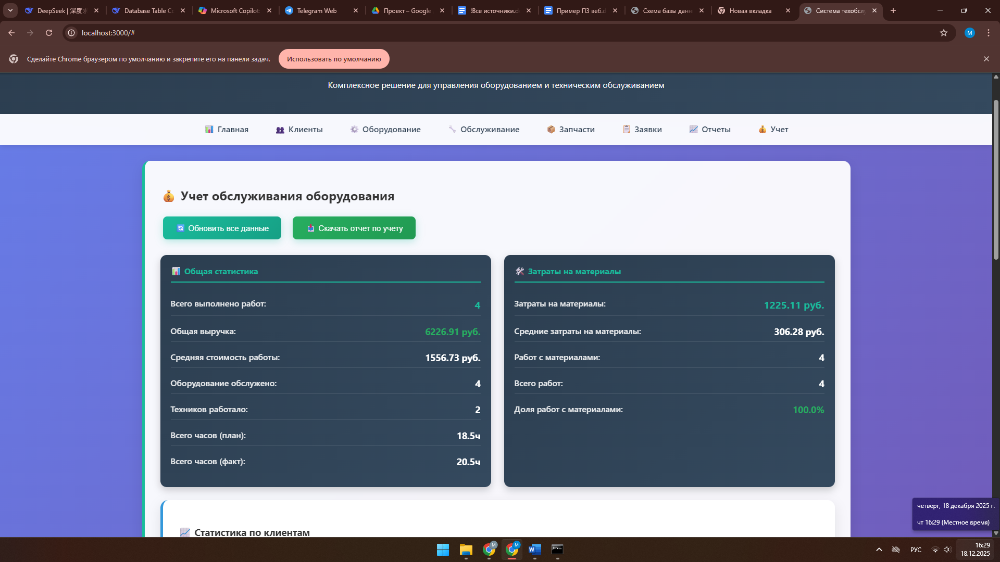 DeepSeek | 深度求
Database Table Co
Microsoft Copilot
Telegram Web
Проект – Google
!Все источники.d
Пример ПЗ веб.d
Схема базы данн
Новая вкладка
Система техобслу
localhost:3000/#
M
Сделайте Chrome браузером по умолчанию и закрепите его на панели задач.
Использовать по умолчанию
Комплексное решение для управления оборудованием и техническим обслуживанием
Главная
Клиенты
Оборудование
Обслуживание
Запчасти
Заявки
Отчеты
Учет
Учет обслуживания оборудования
Обновить все данные
Скачать отчет по учету
Общая статистика
Всего выполнено работ: 4
Общая выручка: 6226.91 руб.
Средняя стоимость работы: 1556.73 руб.
Оборудование обслужено: 4
Техников работало: 2
Всего часов (план): 18.5ч
Всего часов (факт): 20.5ч
Затраты на материалы
Затраты на материалы: 1225.11 руб.
Средние затраты на материалы: 306.28 руб.
Работ с материалами: 4
Всего работ: 4
Доля работ с материалами: 100.0%
Статистика по клиентам
четверг, 18 декабря 2025 г.
чт 16:29 (Местное время)
M
M
W
РУС
16:29
18.12.2025